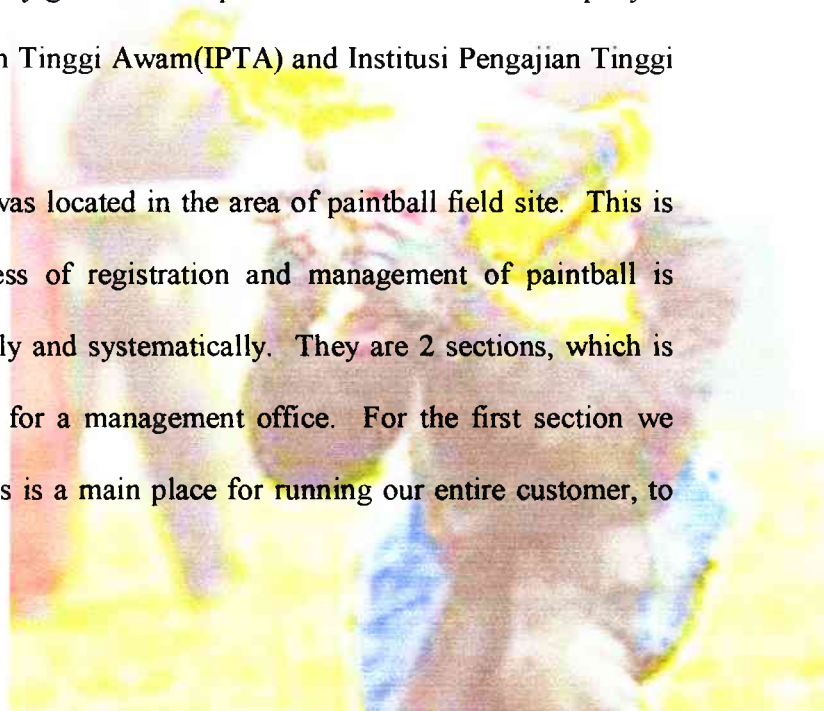 n Tinggi Awam(IPTA) and Institusi Pengajian Tinggi
was located in the area of paintball field site. This is
ess of registration and management of paintball is
ly and systematically. They are 2 sections, which is
for a management office. For the first section we
s is a main place for running our entire customer, to